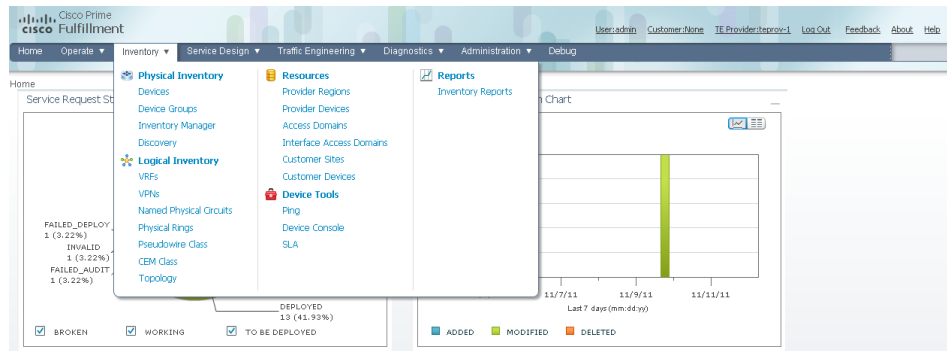 Cisco Prime
cisco Fulfillment
User:admin Customer:None TE Provider:teprov-1 Log Out Feedback About Help
Home Operate ▼ Inventory ▼ Service Design ▼ Traffic Engineering ▼ Diagnostics ▼ Administration ▼ Debug
Home
Service Request St
Physical Inventory
Devices
Device Groups
Inventory Manager
Discovery
Logical Inventory
VRFs
VPNs
Named Physical Circuits
Physical Rings
Pseudowire Class
CEM Class
Topology
Resources
Provider Regions
Provider Devices
Access Domains
Interface Access Domains
Customer Sites
Customer Devices
Device Tools
Ping
Device Console
SLA
Reports
Inventory Reports
FAILED_DEPLOY
1 (3.22%)
INVALID
1 (3.22%)
FAILED_AUDIT
1 (3.22%)
DEPLOYED
13 (41.93%)
BROKEN WORKING TO BE DEPLOYED
n Chart
11/7/11 11/9/11 11/11/11
Last 7 days (mm:dd:yy)
ADDED MODIFIED DELETED